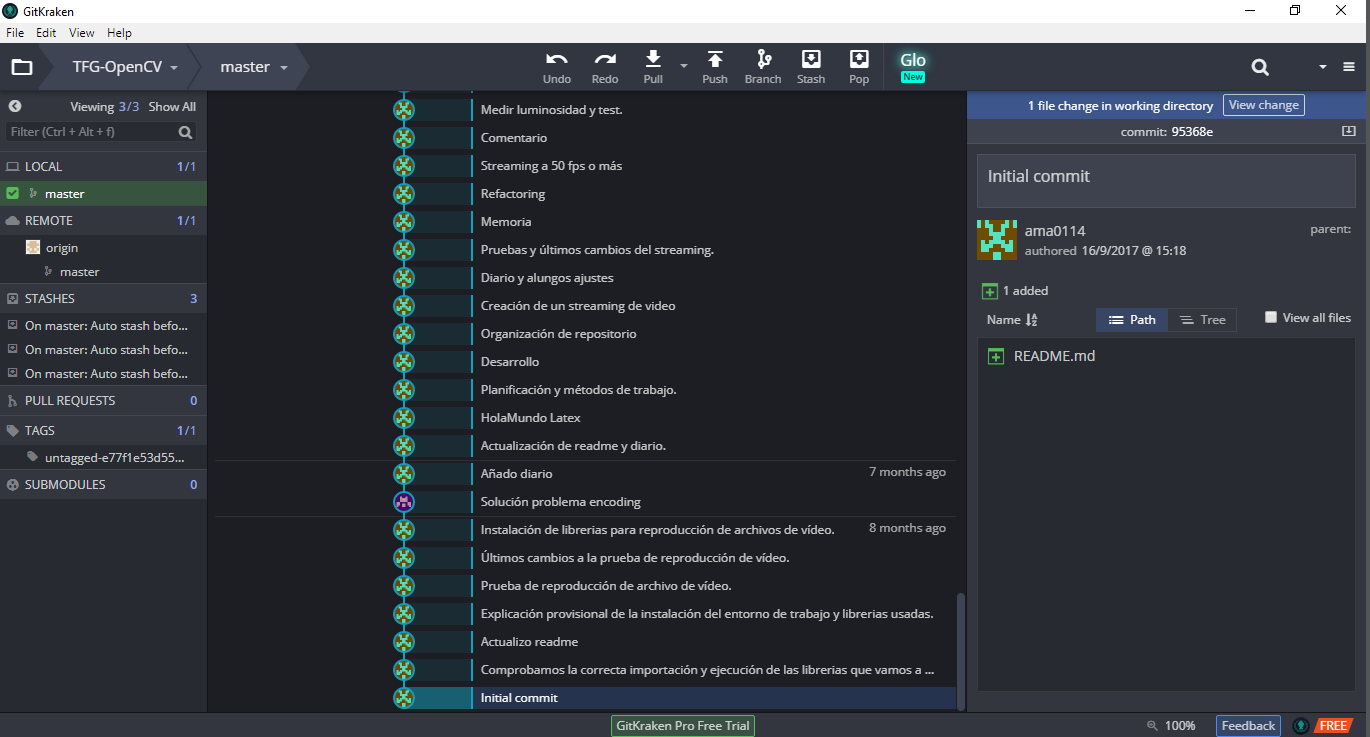 GitKraken
File Edit View Help
TFG-OpenCV
master
Undo
Redo
Pull
Push
Branch
Stash
Pop
Glo
New
Viewing 3/3 Show All
Filter (Ctrl + Alt + f)
LOCAL 1/1
master
REMOTE 1/1
origin
master
STASHES 3
On master: Auto stash befo...
On master: Auto stash befo...
On master: Auto stash befo...
PULL REQUESTS 0
TAGS 1/1
untagged-e77f1e53d55...
SUBMODULES 0
Medir luminosidad y test.
Comentario
Streaming a 50 fps o más
Refactoring
Memoria
Pruebas y últimos cambios del streaming.
Diario y alungos ajustes
Creación de un streaming de video
Organización de repositorio
Desarrollo
Planificación y métodos de trabajo.
HolaMundo Latex
Actualización de readme y diario.
Añado diario 7 months ago
Solución problema encoding
Instalación de librerias para reproducción de archivos de vídeo. 8 months ago
Últimos cambios a la prueba de reproducción de vídeo.
Prueba de reproducción de archivo de vídeo.
Explicación provisional de la instalación del entorno de trabajo y librerias usadas.
Actualizo readme
Comprobamos la correcta importación y ejecución de las librerias que vamos a ...
Initial commit
1 file change in working directory View change
commit: 95368e
Initial commit
ama0114
parent:
authored 16/9/2017 @ 15:18
1 added
Name
Path
Tree
View all files
README.md
GitKraken Pro Free Trial
100%
Feedback
FREE